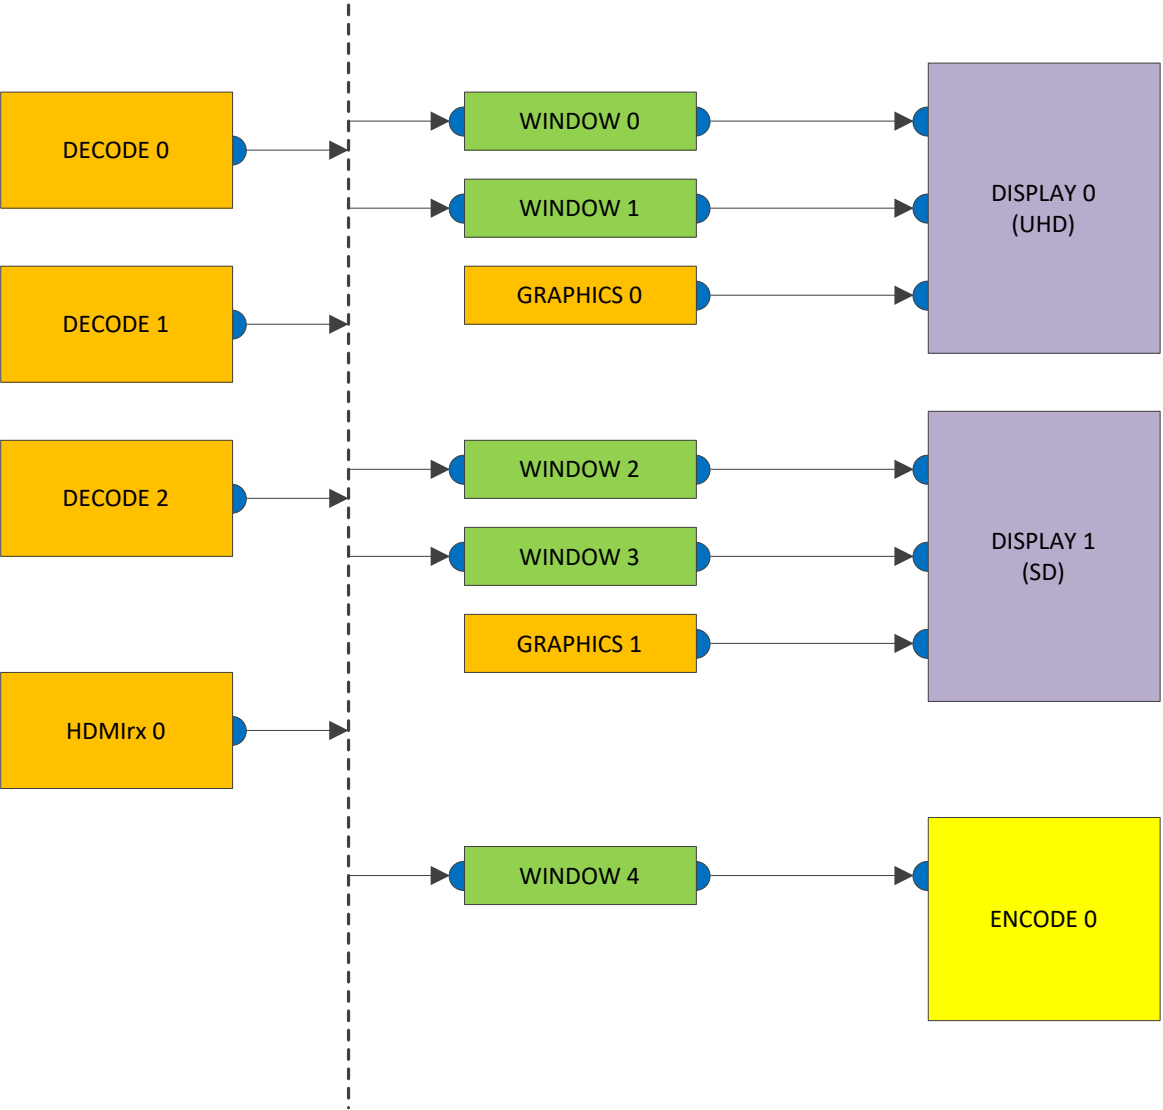 DECODE 0
DECODE 1
DECODE 2
HDMIrx 0
WINDOW 0
WINDOW 1
GRAPHICS 0
WINDOW 2
WINDOW 3
GRAPHICS 1
WINDOW 4
DISPLAY 0
(UHD)
DISPLAY 1
(SD)
ENCODE 0